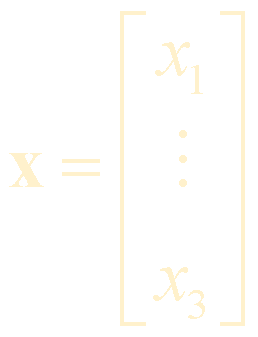 x₁
⋮
x = 
x₃